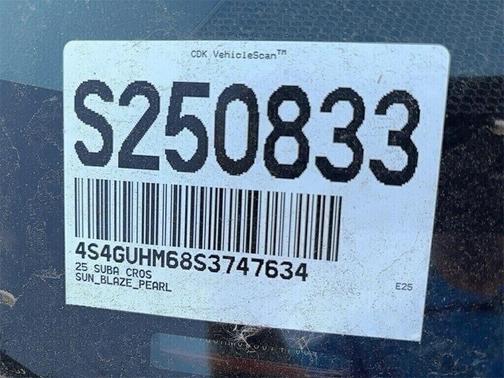 CDK VehicleScan™
S250833
4S4GUHM68S3747634
25 SUBA CROS
SUN_BLAZE_PEARL
E25